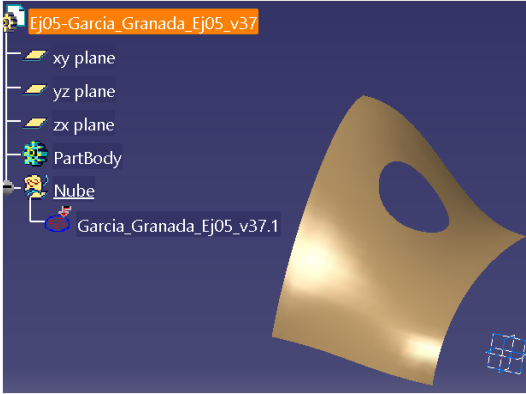 Ej05-Garcia_Granada_Ej05_v37
xy plane
yz plane
zx plane
PartBody
Nube
Garcia_Granada_Ej05_v37.1